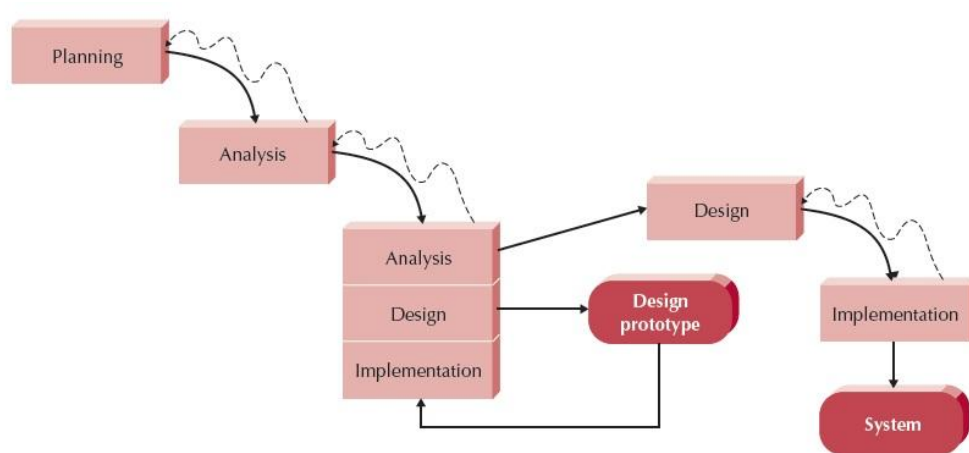 Planning
Analysis
Analysis
Design
Implementation
Design
prototype
Design
Implementation
System